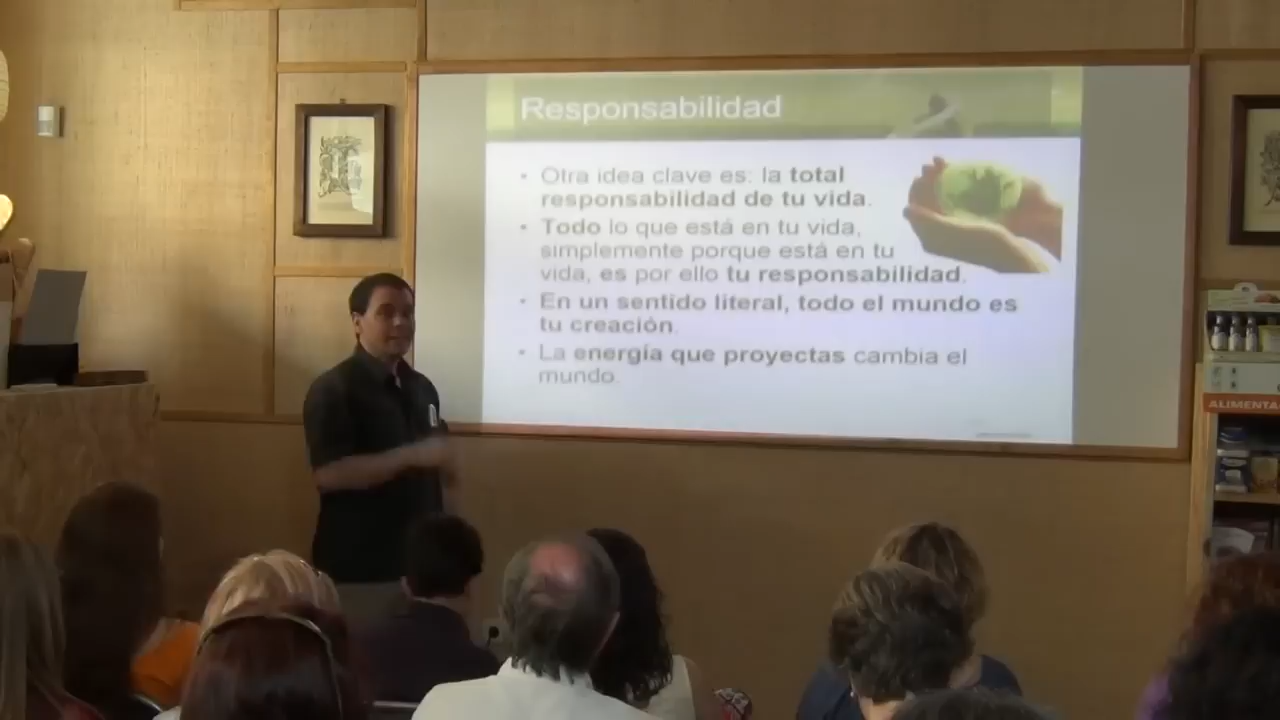 Responsabilidad
• Otra idea clave es: la total
responsabilidad de tu vida.
• Todo lo que está en tu vida,
simplemente porque está en tu
vida, es por ello tu responsabilidad.
• En un sentido literal, todo el mundo es
tu creación.
• La energía que proyectas cambia el
mundo.
ALIMENTA